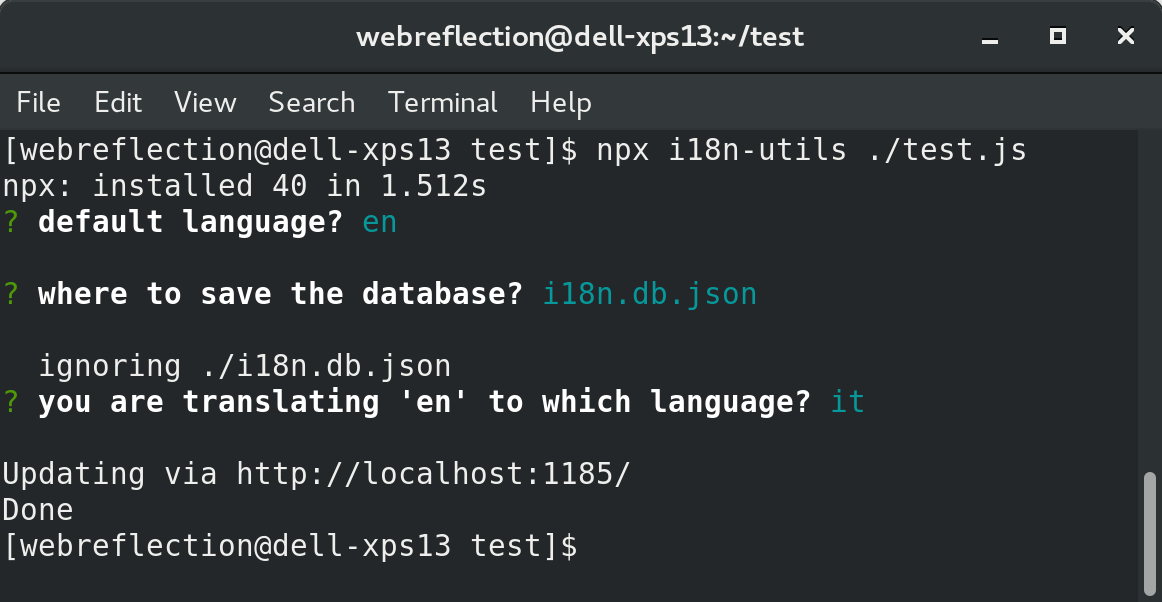 webreflection@dell-xps13:~/test
File Edit View Search Terminal Help
[webreflection@dell-xps13 test]$ npx i18n-utils ./test.js
npx: installed 40 in 1.512s
? default language? en
? where to save the database? i18n.db.json
ignoring ./i18n.db.json
? you are translating 'en' to which language? it
Updating via http://localhost:1185/
Done
[webreflection@dell-xps13 test]$